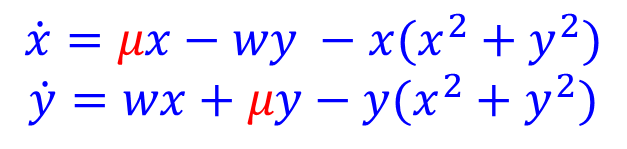 ẋ = μx − wy − x(x² + y²)
ẏ = wx + μy − y(x² + y²)